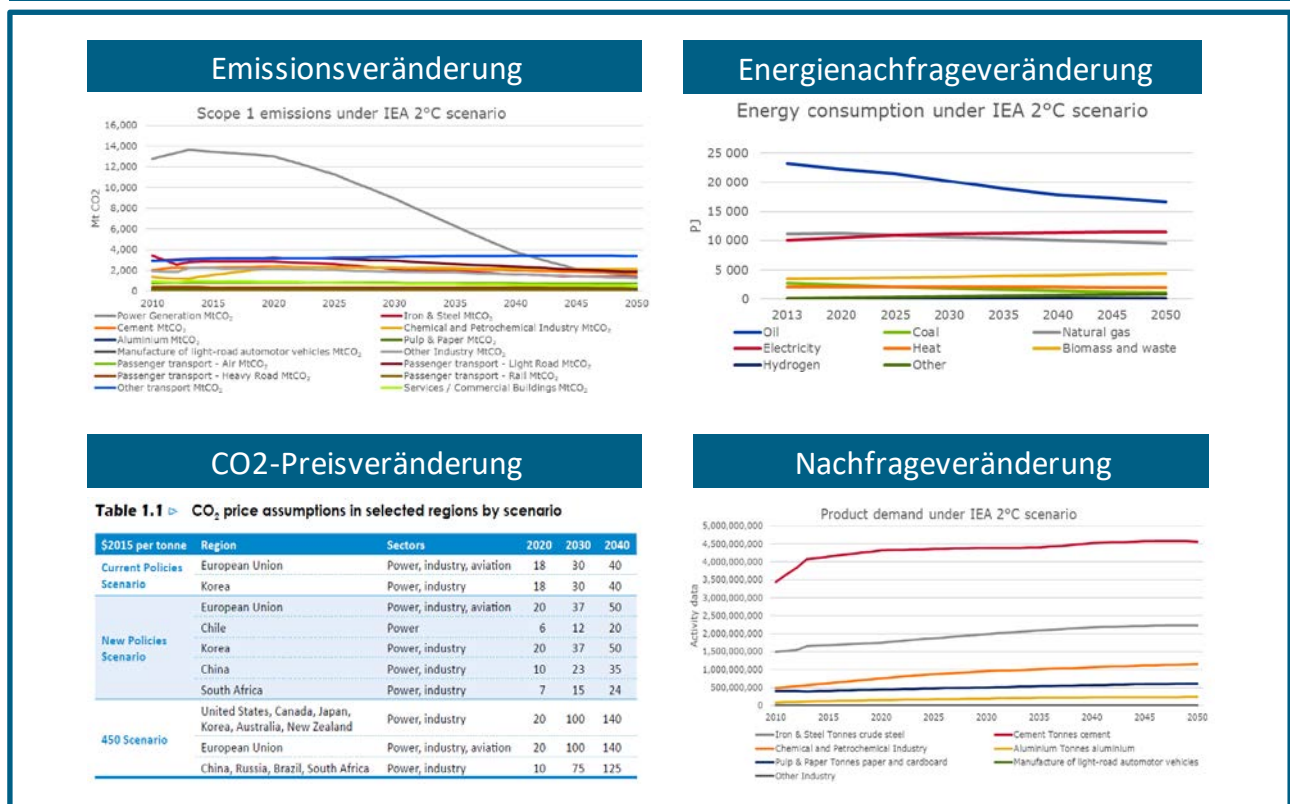 Emissionsveränderung
Scope 1 emissions under IEA 2°C scenario
16,000
14,000
12,000
10,000
8,000
6,000
4,000
2,000
0
Mt CO2
2010 2015 2020 2025 2030 2035 2040 2045 2050
Power Generation MtCO₂
Iron & Steel MtCO₂
Cement MtCO₂
Chemical and Petrochemical Industry MtCO₂
Aluminium MtCO₂
Pulp & Paper MtCO₂
Manufacture of light-road automotor vehicles MtCO₂
Other Industry MtCO₂
Passenger transport - Air MtCO₂
Passenger transport - Light Road MtCO₂
Passenger transport - Heavy Road MtCO₂
Passenger transport - Rail MtCO₂
Other transport MtCO₂
Services / Commercial Buildings MtCO₂
Energienachfrageveränderung
Energy consumption under IEA 2°C scenario
25 000
20 000
15 000
10 000
5 000
0
PJ
2013 2020 2025 2030 2035 2040 2045 2050
Oil Coal Natural gas
Electricity Heat Biomass and waste
Hydrogen Other
CO2-Preisveränderung
Table 1.1 ▹ CO₂ price assumptions in selected regions by scenario
$2015 per tonne Region Sectors 2020 2030 2040
Current Policies Scenario
European Union Power, industry, aviation 18 30 40
Korea Power, industry 18 30 40
New Policies Scenario
European Union Power, industry, aviation 20 37 50
Chile Power 6 12 20
Korea Power, industry 20 37 50
China Power, industry 10 23 35
South Africa Power, industry 7 15 24
450 Scenario
United States, Canada, Japan,
Korea, Australia, New Zealand Power, industry 20 100 140
European Union Power, industry, aviation 20 100 140
China, Russia, Brazil, South Africa Power, industry 10 75 125
Nachfrageveränderung
Product demand under IEA 2°C scenario
5,000,000,000
4,500,000,000
4,000,000,000
3,500,000,000
3,000,000,000
2,500,000,000
2,000,000,000
1,500,000,000
1,000,000,000
500,000,000
0
Activity data
2010 2015 2020 2025 2030 2035 2040 2045 2050
Iron & Steel Tonnes crude steel
Cement Tonnes cement
Chemical and Petrochemical Industry
Aluminium Tonnes aluminium
Pulp & Paper Tonnes paper and cardboard
Manufacture of light-road automotor vehicles
Other Industry